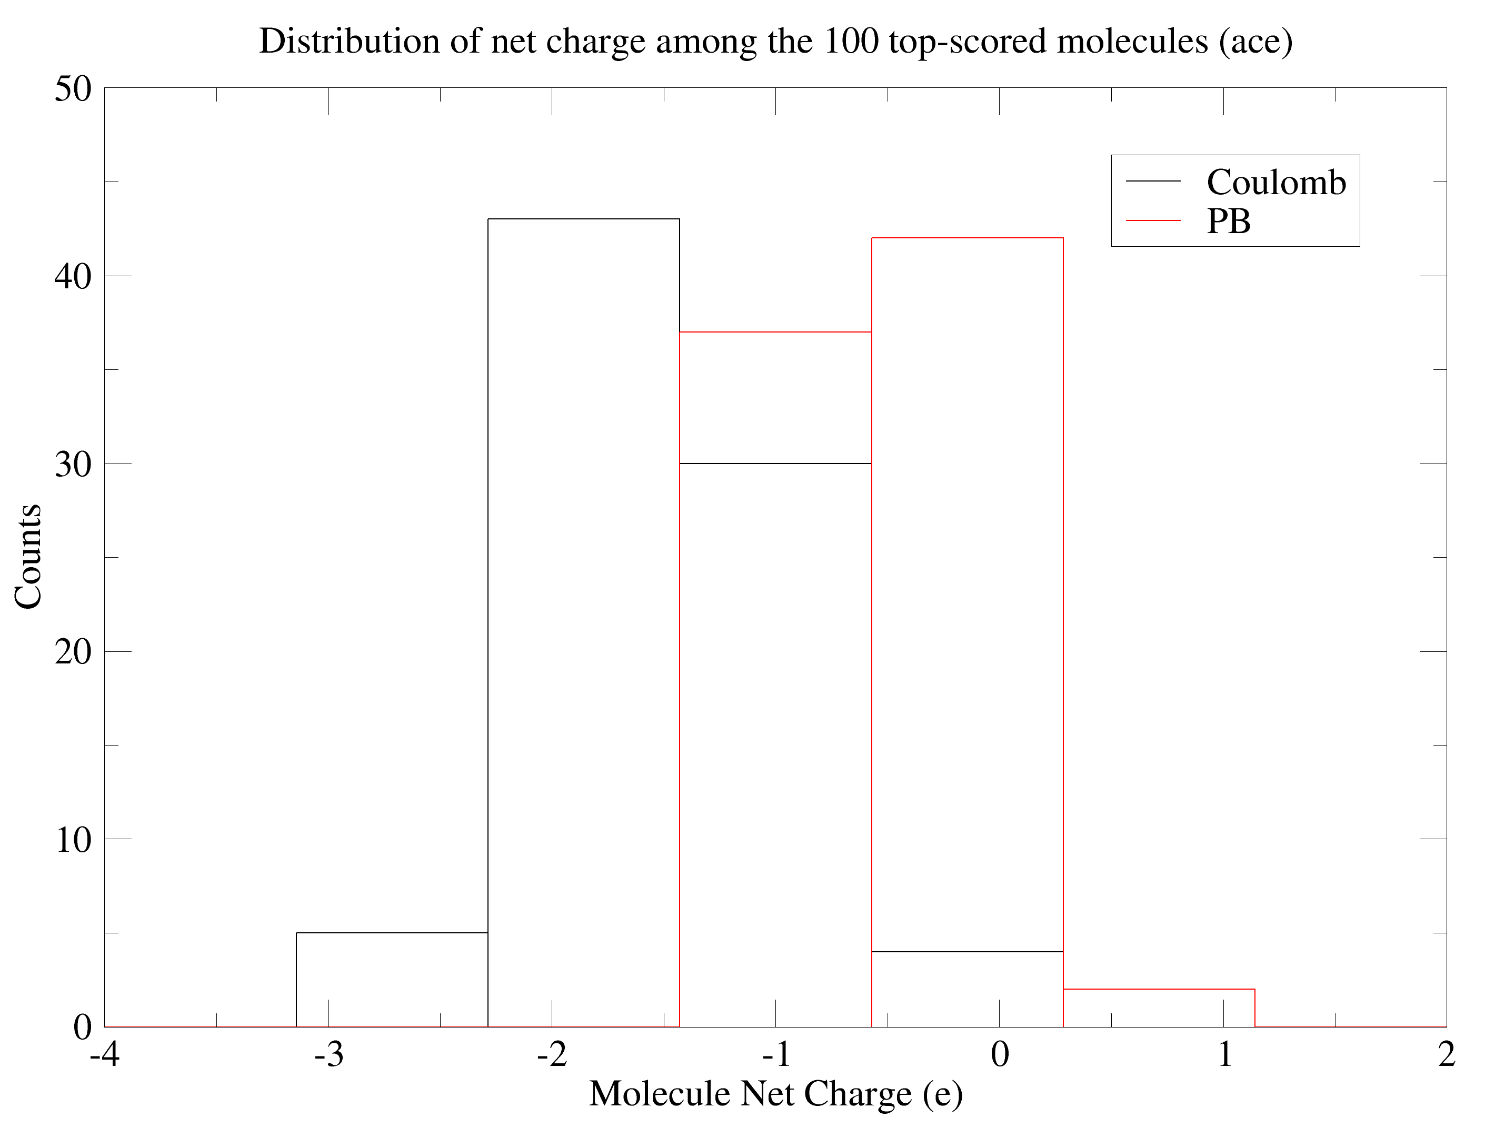 Distribution of net charge among the 100 top-scored molecules (ace)
50
Coulomb
PB
40
30
Counts
20
10
0
-4 -3 -2 -1 0 1 2
Molecule Net Charge (e)